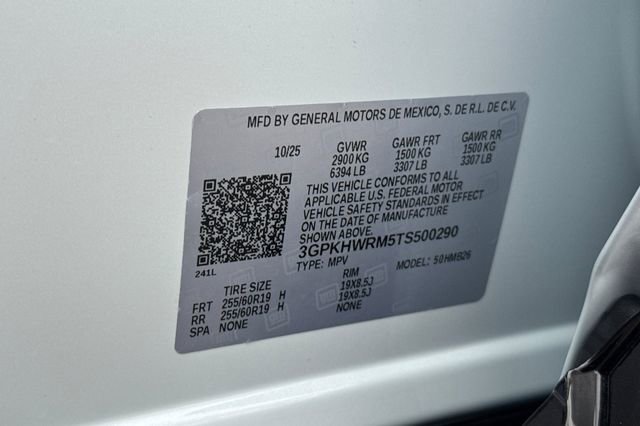 MFD BY GENERAL MOTORS DE MEXICO, S. DE R.L. DE C.V.
10/25 GVWR GAWR FRT GAWR RR
2900 KG 1500 KG 1500 KG
6394 LB 3307 LB 3307 LB
THIS VEHICLE CONFORMS TO ALL
APPLICABLE U.S. FEDERAL MOTOR
VEHICLE SAFETY STANDARDS IN EFFECT
ON THE DATE OF MANUFACTURE
SHOWN ABOVE.
3GPKHWRM5TS500290
241L TYPE: MPV MODEL: 50HMB26
TIRE SIZE RIM
FRT 255/60R19 H 19X8.5J
RR 255/60R19 H 19X8.5J
SPA NONE NONE